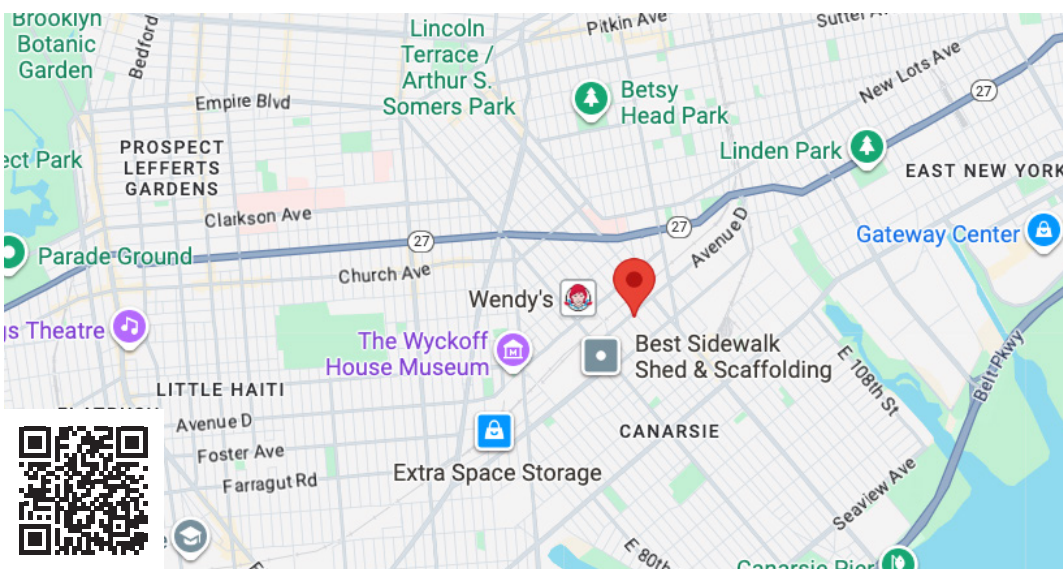 Brooklyn
Botanic
Garden
Bedford
Lincoln
Terrace /
Arthur S.
Somers Park
Pitkin Ave
Sutter
New Lots Ave
27
Empire Blvd
Betsy
Head Park
Linden Park
PROSPECT
LEFFERTS
GARDENS
ect Park
EAST NEW YORK
Clarkson Ave
27
27
Avenue D
Gateway Center
Parade Ground
Church Ave
Wendy's
gs Theatre
The Wyckoff
House Museum
M
Best Sidewalk
Shed & Scaffolding
E 108th St
Belt Pkwy
LITTLE HAITI
Avenue D
CANARSIE
Foster Ave
Extra Space Storage
Farragut Rd
Seaview Ave
E 80th
Canarsie Pier